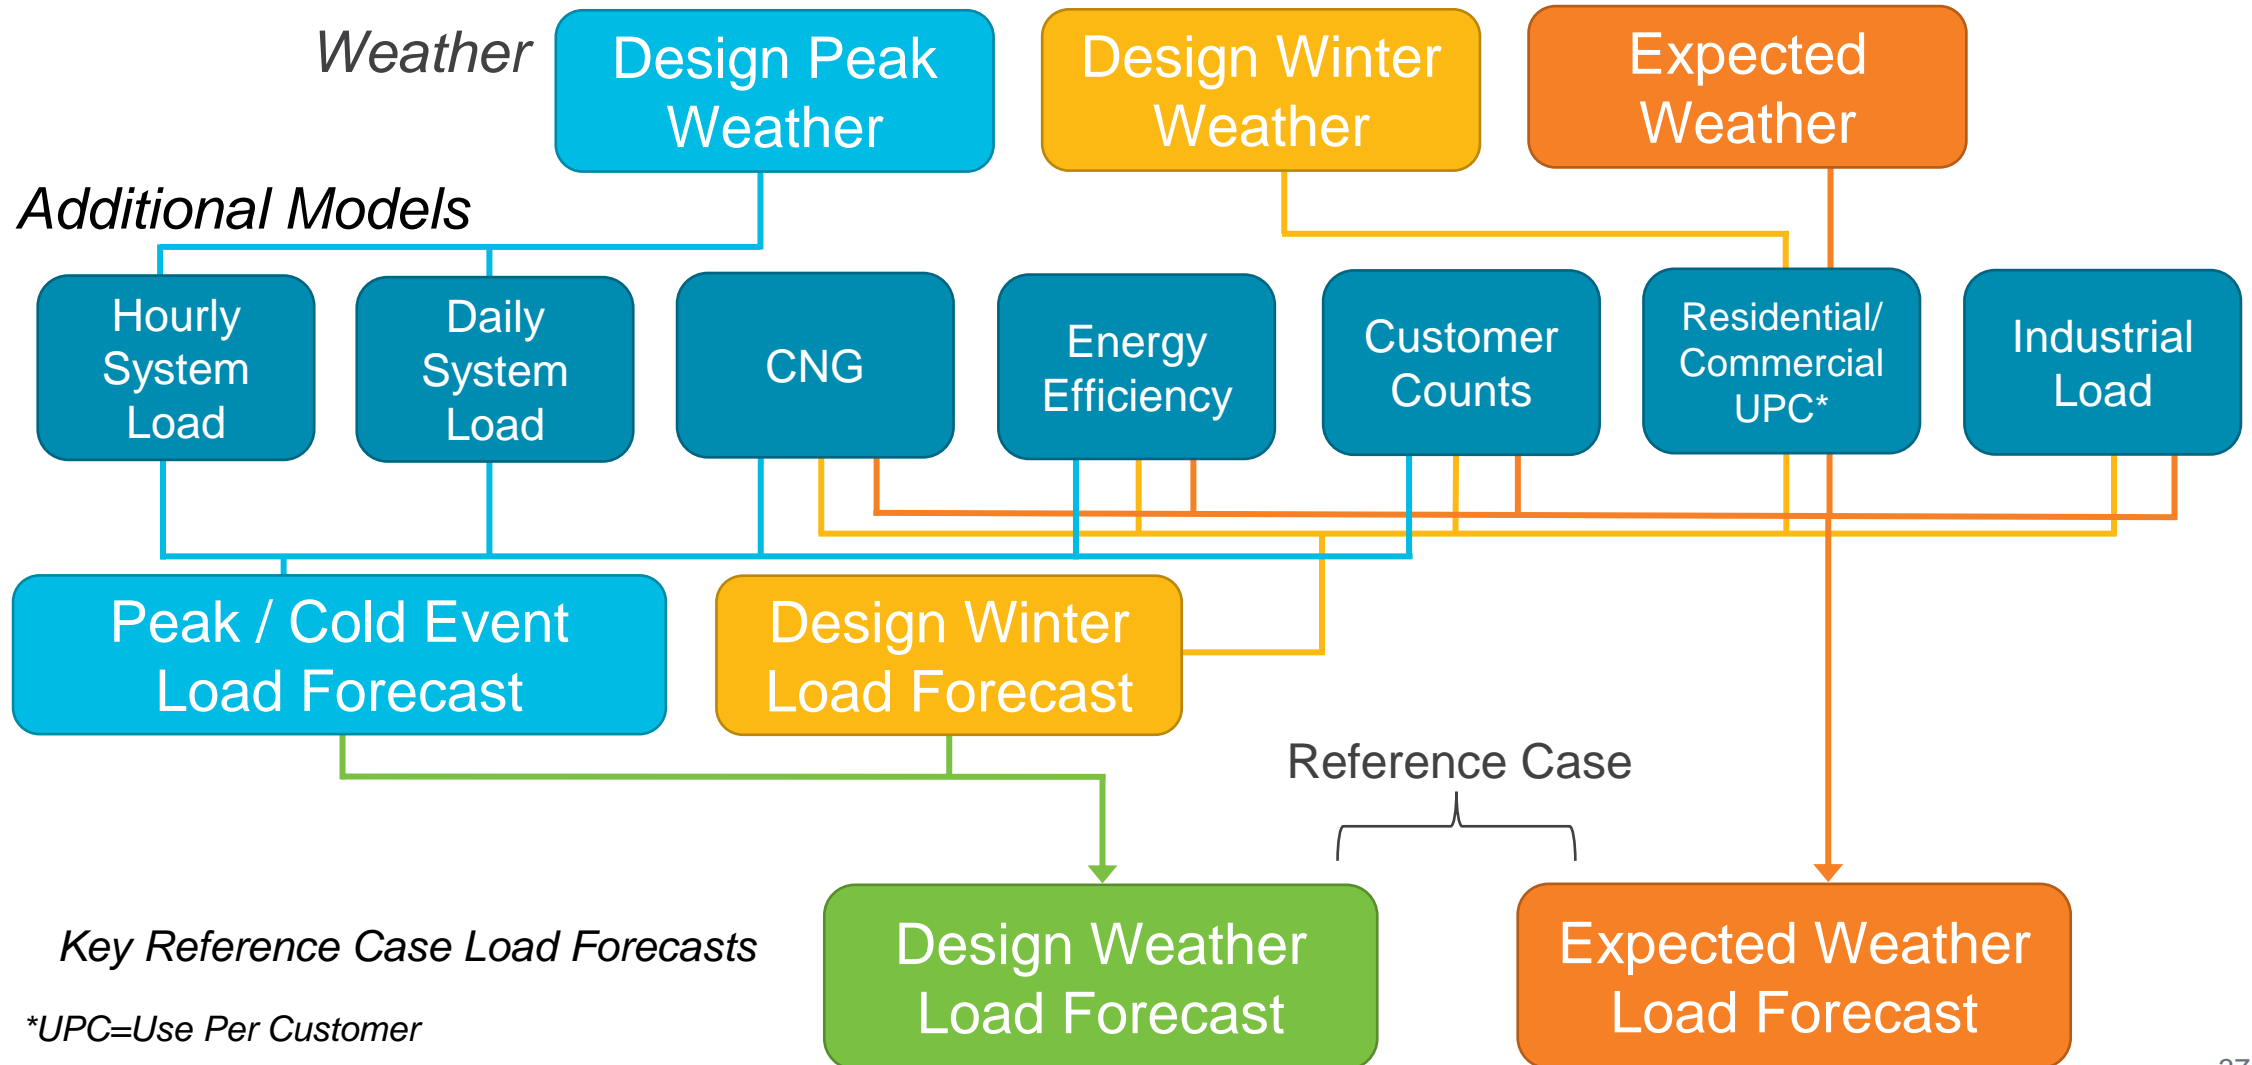 Weather
Design Peak
Weather
Design Winter
Weather
Expected
Weather
Additional Models
Hourly
System
Load
Daily
System
Load
CNG
Energy
Efficiency
Customer
Counts
Residential/
Commercial
UPC*
Industrial
Load
Peak / Cold Event
Load Forecast
Design Winter
Load Forecast
Reference Case
Key Reference Case Load Forecasts
Design Weather
Load Forecast
Expected Weather
Load Forecast
*UPC=Use Per Customer